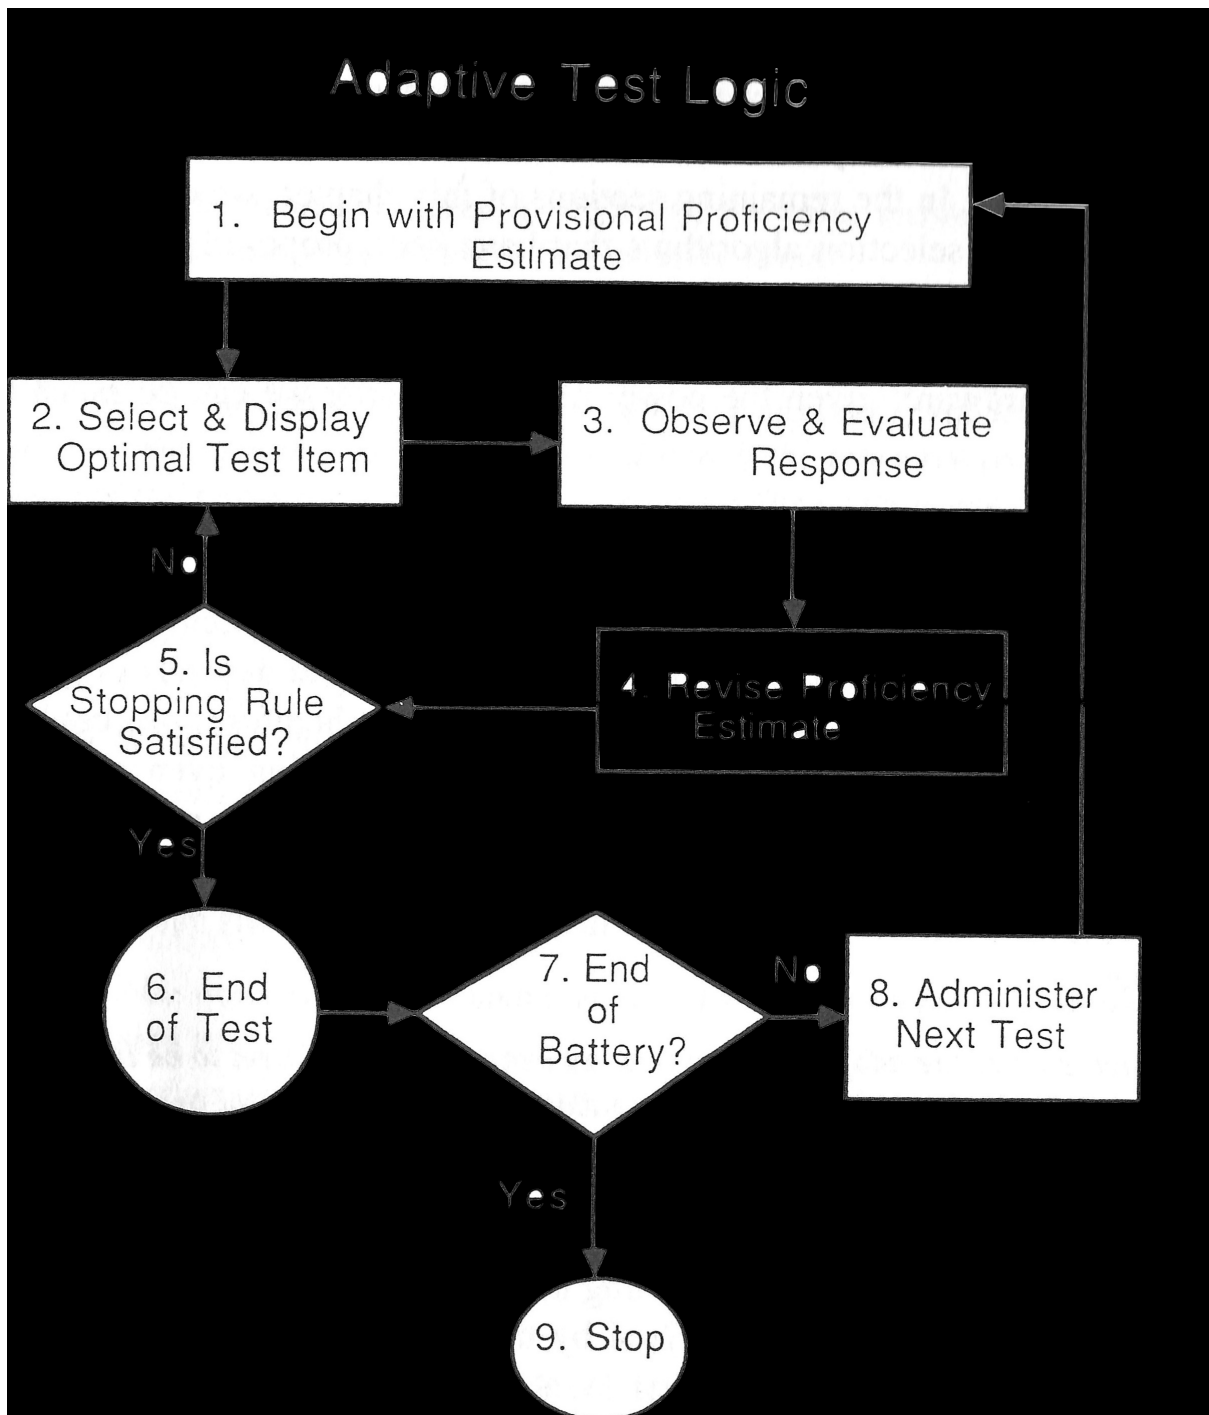 Adaptive Test Logic
1. Begin with Provisional Proficiency
Estimate
2. Select & Display
Optimal Test Item
3. Observe & Evaluate
Response
No
4. Revise Proficiency
Estimate
5. Is
Stopping Rule
Satisfied?
Yes
6. End
of Test
7. End
of
Battery?
No
8. Administer
Next Test
Yes
9. Stop